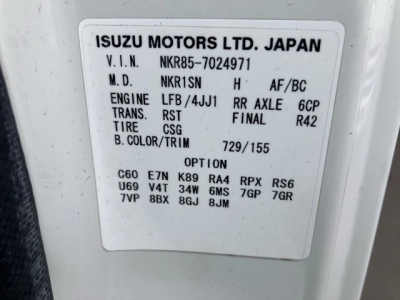 ISUZU MOTORS LTD. JAPAN
V.I.N. NKR85-7024971
M.D. NKR1SN H AF/BC
ENGINE LFB/4JJ1 RR AXLE 6CP
TRANS. RST FINAL R42
TIRE CSG
B.COLOR/TRIM 729/155
OPTION
C60 E7N K89 RA4 RPX RS6
U69 V4T 34W 6MS 7GP 7GR
7VP 8BX 8GJ 8JM